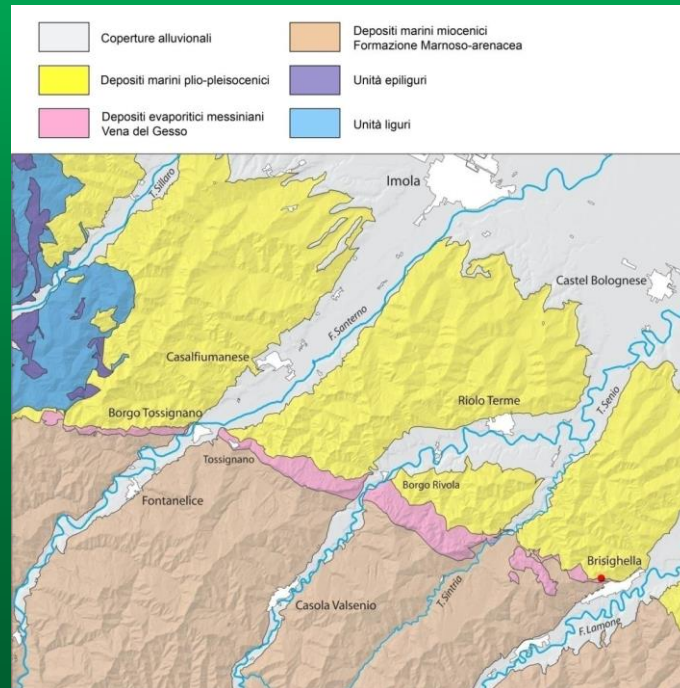 Coperture alluvionali
Depositi marini plio-pleisocenici
Depositi evaporitici messiniani
Vena del Gesso
Depositi marini miocenici
Formazione Marnoso-arenacea
Unità epiliguri
Unità liguri
Imola
T. Sillaro
Castel Bolognese
F. Santerno
Casalfiumanese
Riolo Terme
T. Senio
Borgo Tossignano
Tossignano
Borgo Rivola
Fontanelice
Brisighella
Casola Valsenio
T. Sintria
F. Lamone